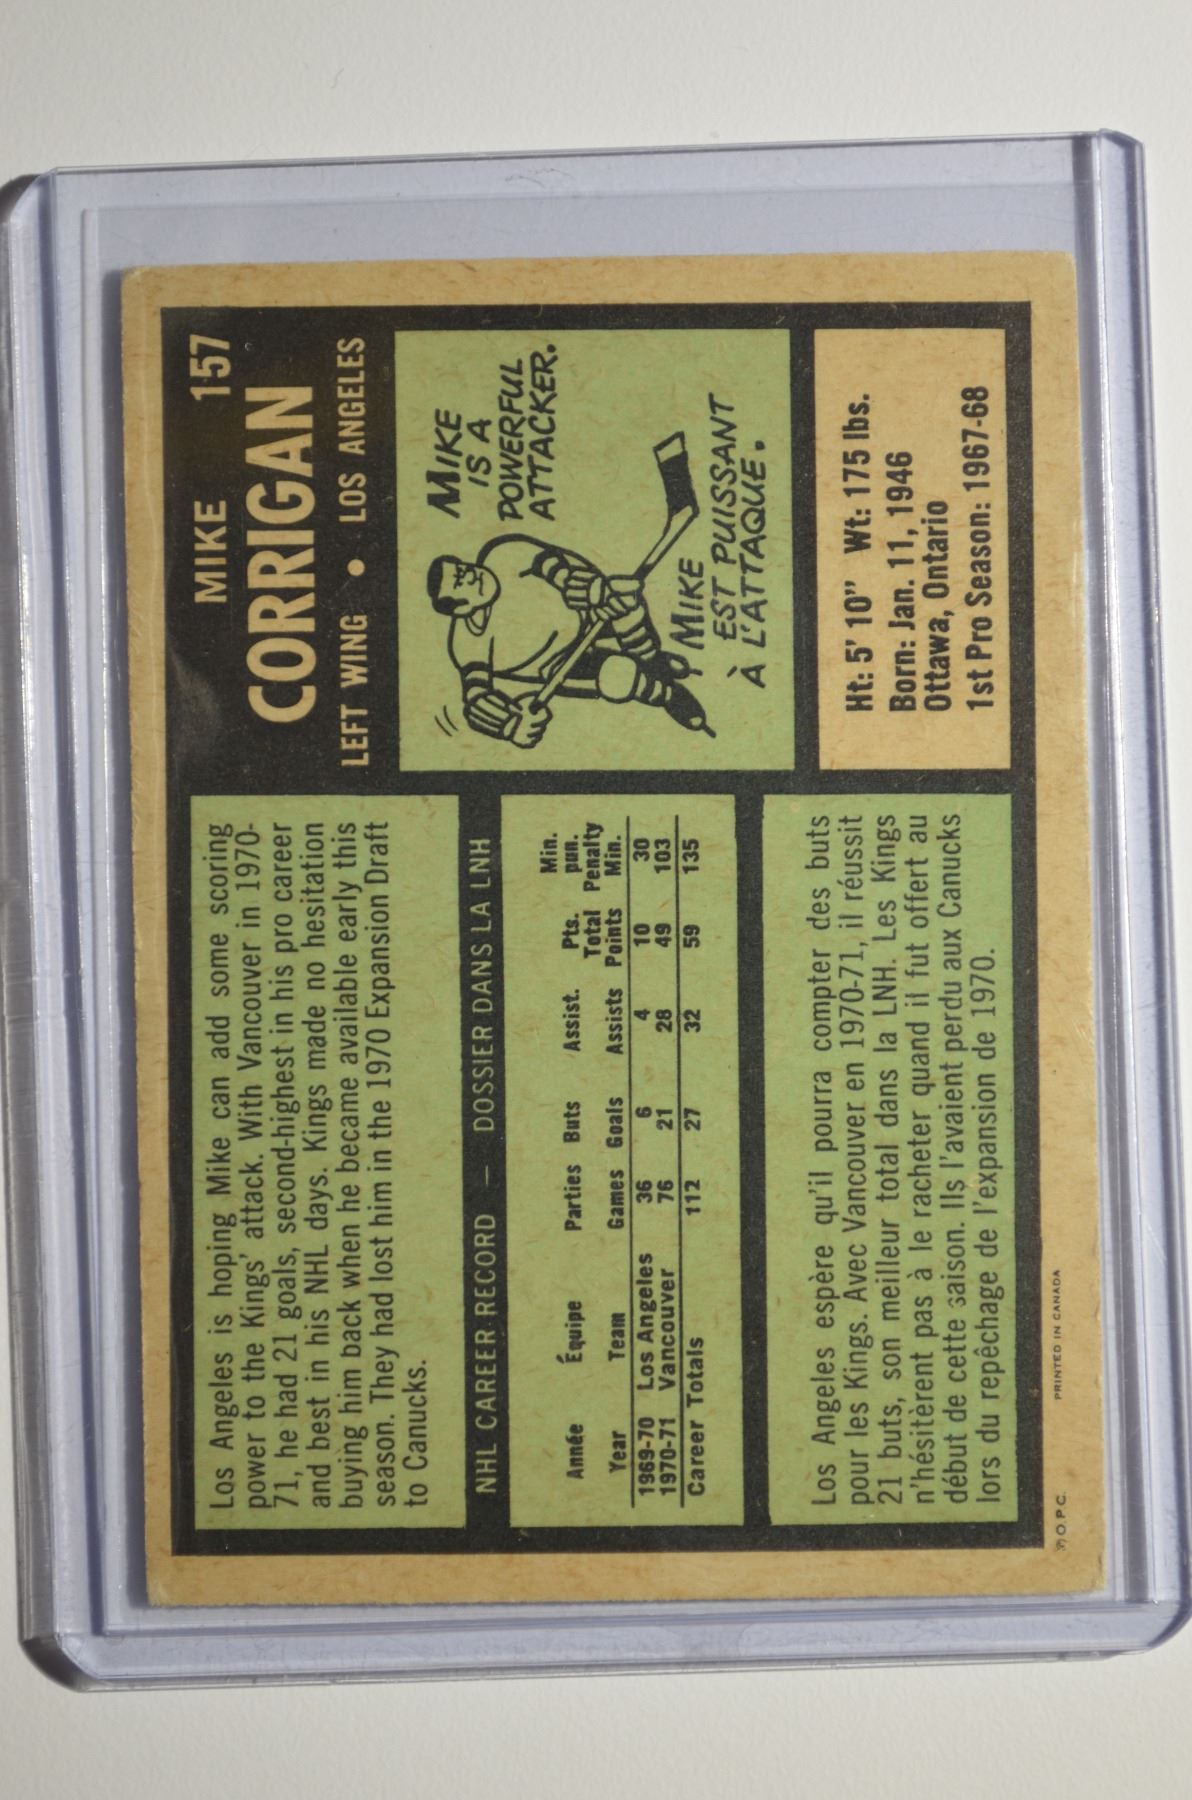 Los Angeles is hoping Mike can add some scoring
power to the Kings' attack. With Vancouver in 1970-
71, he had 21 goals, second-highest in his pro career
and best in his NHL days. Kings made no hesitation
buying him back when he became available early this
season. They had lost him in the 1970 Expansion Draft
to Canucks.
MIKE 157
CORRIGAN
LEFT WING • LOS ANGELES
MIKE
IS A
POWERFUL
ATTACKER.
MIKE
EST PUISSANT
À L'ATTAQUE.
NHL CAREER RECORD — DOSSIER DANS LA LNH
Année Équipe Parties Buts Assist. Pts. Min. pun.
Year Team Games Goals Assists Total Points Penalty Min.
1969-70 Los Angeles 36 6 4 10 30
1970-71 Vancouver 76 21 28 49 103
Career Totals 112 27 32 59 135
Ht: 5' 10" Wt: 175 lbs.
Born: Jan. 11, 1946
Ottawa, Ontario
1st Pro Season: 1967-68
Los Angeles espère qu'il pourra compter des buts
pour les Kings. Avec Vancouver en 1970-71, il réussit
21 buts, son meilleur total dans la LNH. Les Kings
n'hésitèrent pas à le racheter quand il fut offert au
début de cette saison. Ils l'avaient perdu aux Canucks
lors du repêchage de l'expansion de 1970.
O.P.C. PRINTED IN CANADA